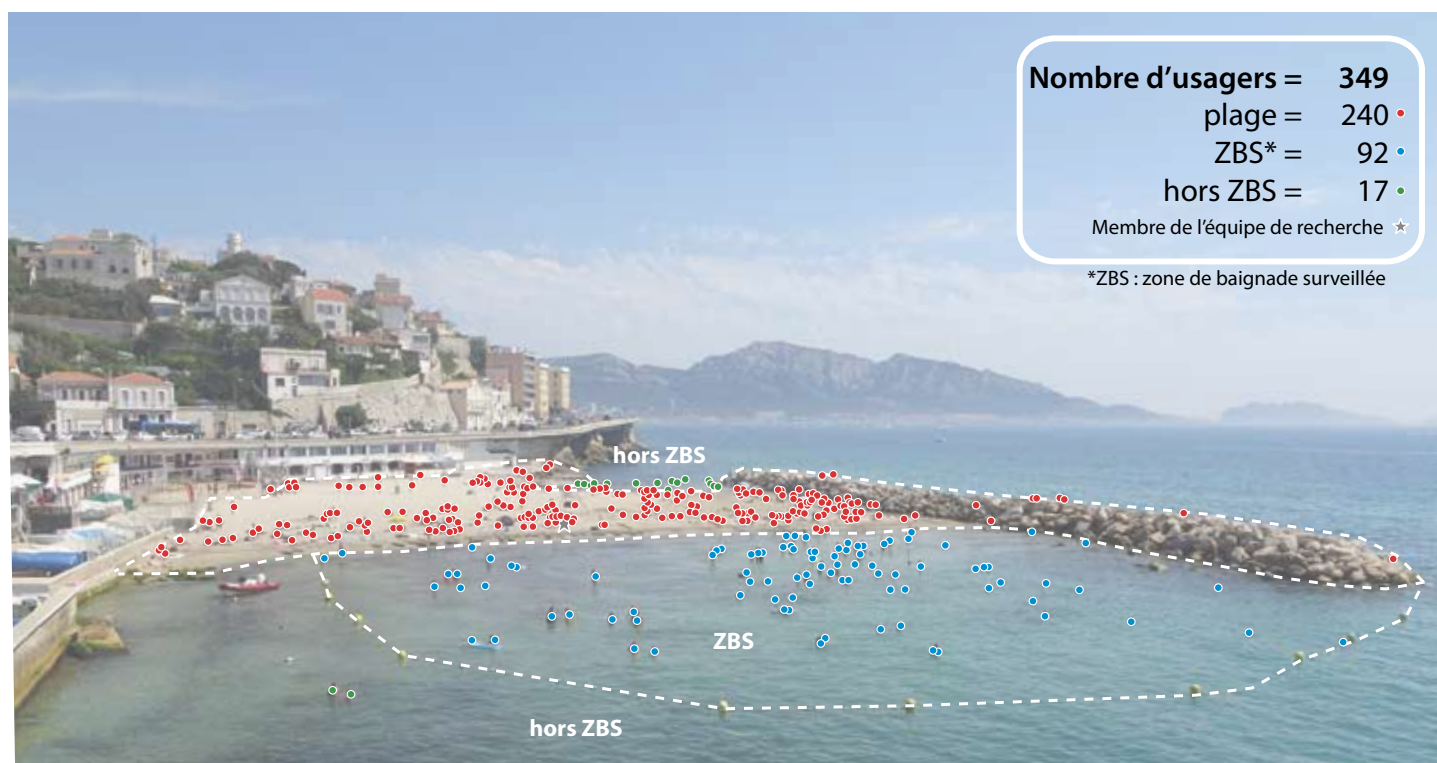 Nombre d'usagers = 349
plage = 240
ZBS* = 92
hors ZBS = 17
Membre de l'équipe de recherche
*ZBS : zone de baignade surveillée
hors ZBS
ZBS
hors ZBS